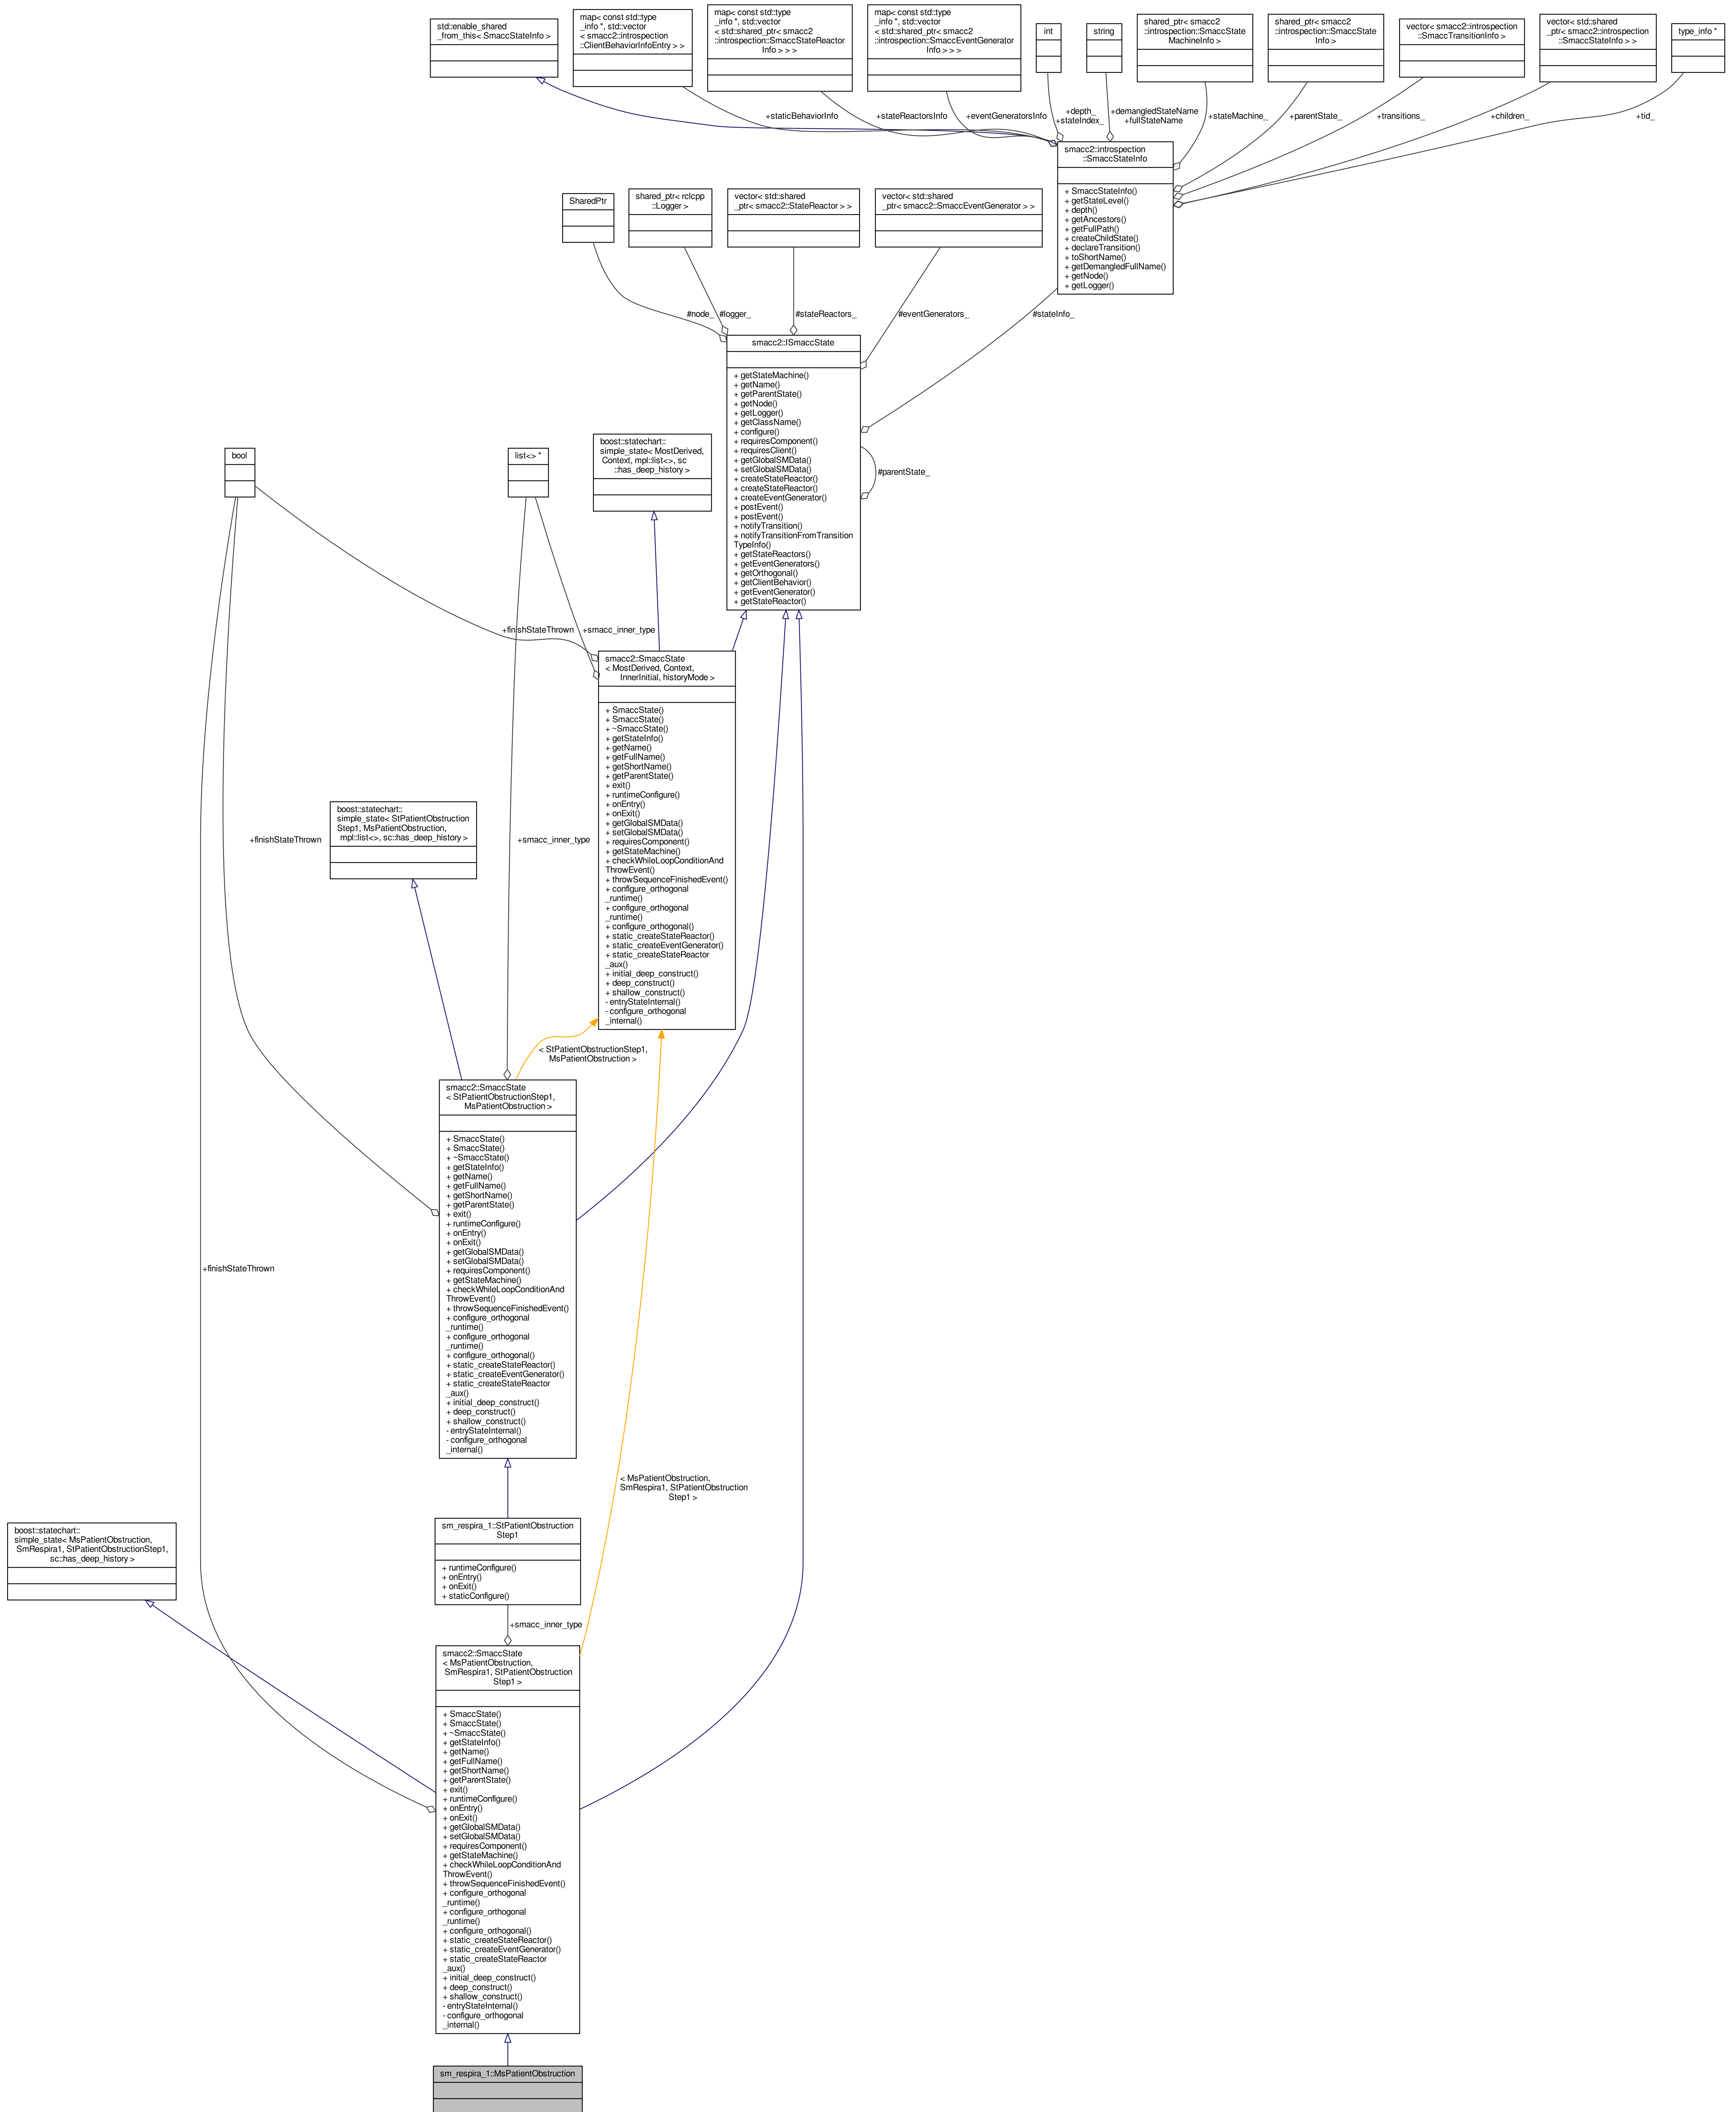 std::enable_shared
_from_this< SmaccStateInfo >
map< const std::type
_info *, std::vector
< smacc2::introspection
::ClientBehaviorInfoEntry > >
map< const std::type
_info *, std::vector
< std::shared_ptr< smacc2
::introspection::SmaccStateReactor
Info > > >
map< const std::type
_info *, std::vector
< std::shared_ptr< smacc2
::introspection::SmaccEventGenerator
Info > > >
int
string
shared_ptr< smacc2
::introspection::SmaccState
MachineInfo >
shared_ptr< smacc2
::introspection::SmaccState
Info >
vector< smacc2::introspection
::SmaccTransitionInfo >
vector< std::shared
_ptr< smacc2::introspection
::SmaccStateInfo > >
type_info *
+staticBehaviorInfo
+stateReactorsInfo
+eventGeneratorsInfo
+depth_
+stateIndex_
+demangledStateName
+fullStateName
+stateMachine_
+parentState_
+transitions_
+children_
+tid_
smacc2::introspection
::SmaccStateInfo
+ SmaccStateInfo()
+ getStateLevel()
+ depth()
+ getAncestors()
+ getFullPath()
+ createChildState()
+ declareTransition()
+ toShortName()
+ getDemangledFullName()
+ getNode()
+ getLogger()
SharedPtr
shared_ptr< rclcpp
::Logger >
vector< std::shared
_ptr< smacc2::StateReactor > >
vector< std::shared
_ptr< smacc2::SmaccEventGenerator > >
#node_
#logger_
#stateReactors_
#eventGenerators_
#stateInfo_
smacc2::ISmaccState
+ getStateMachine()
+ getName()
+ getParentState()
+ getNode()
+ getLogger()
+ getClassName()
+ configure()
+ requiresComponent()
+ requiresClient()
+ getGlobalSMData()
+ setGlobalSMData()
+ createStateReactor()
+ createStateReactor()
+ createEventGenerator()
+ postEvent()
+ postEvent()
+ notifyTransition()
+ notifyTransitionFromTransition
TypeInfo()
+ getStateReactors()
+ getEventGenerators()
+ getOrthogonal()
+ getClientBehavior()
+ getEventGenerator()
+ getStateReactor()
#parentState_
bool
list<> *
boost::statechart::
simple_state< MostDerived,
Context, mpl::list<>, sc
::has_deep_history >
+finishStateThrown
+smacc_inner_type
smacc2::SmaccState
< MostDerived, Context,
InnerInitial, historyMode >
+ SmaccState()
+ SmaccState()
+ ~SmaccState()
+ getStateInfo()
+ getName()
+ getFullName()
+ getShortName()
+ getParentState()
+ exit()
+ runtimeConfigure()
+ onEntry()
+ onExit()
+ getGlobalSMData()
+ setGlobalSMData()
+ requiresComponent()
+ getStateMachine()
+ checkWhileLoopConditionAnd
ThrowEvent()
+ throwSequenceFinishedEvent()
+ configure_orthogonal
_runtime()
+ configure_orthogonal
_runtime()
+ configure_orthogonal()
+ static_createStateReactor()
+ static_createEventGenerator()
+ static_createStateReactor
_aux()
+ initial_deep_construct()
+ deep_construct()
+ shallow_construct()
- entryStateInternal()
- configure_orthogonal
_internal()
boost::statechart::
simple_state< StPatientObstruction
Step1, MsPatientObstruction,
mpl::list<>, sc::has_deep_history >
+finishStateThrown
+smacc_inner_type
< StPatientObstructionStep1,
MsPatientObstruction >
smacc2::SmaccState
< StPatientObstructionStep1,
MsPatientObstruction >
+ SmaccState()
+ SmaccState()
+ ~SmaccState()
+ getStateInfo()
+ getName()
+ getFullName()
+ getShortName()
+ getParentState()
+ exit()
+ runtimeConfigure()
+ onEntry()
+ onExit()
+ getGlobalSMData()
+ setGlobalSMData()
+ requiresComponent()
+ getStateMachine()
+ checkWhileLoopConditionAnd
ThrowEvent()
+ throwSequenceFinishedEvent()
+ configure_orthogonal
_runtime()
+ configure_orthogonal
_runtime()
+ configure_orthogonal()
+ static_createStateReactor()
+ static_createEventGenerator()
+ static_createStateReactor
_aux()
+ initial_deep_construct()
+ deep_construct()
+ shallow_construct()
- entryStateInternal()
- configure_orthogonal
_internal()
+finishStateThrown
< MsPatientObstruction,
SmRespira1, StPatientObstruction
Step1 >
boost::statechart::
simple_state< MsPatientObstruction,
SmRespira1, StPatientObstructionStep1,
sc::has_deep_history >
sm_respira_1::StPatientObstruction
Step1
+ runtimeConfigure()
+ onEntry()
+ onExit()
+ staticConfigure()
+smacc_inner_type
smacc2::SmaccState
< MsPatientObstruction,
SmRespira1, StPatientObstruction
Step1 >
+ SmaccState()
+ SmaccState()
+ ~SmaccState()
+ getStateInfo()
+ getName()
+ getFullName()
+ getShortName()
+ getParentState()
+ exit()
+ runtimeConfigure()
+ onEntry()
+ onExit()
+ getGlobalSMData()
+ setGlobalSMData()
+ requiresComponent()
+ getStateMachine()
+ checkWhileLoopConditionAnd
ThrowEvent()
+ throwSequenceFinishedEvent()
+ configure_orthogonal
_runtime()
+ configure_orthogonal
_runtime()
+ configure_orthogonal()
+ static_createStateReactor()
+ static_createEventGenerator()
+ static_createStateReactor
_aux()
+ initial_deep_construct()
+ deep_construct()
+ shallow_construct()
- entryStateInternal()
- configure_orthogonal
_internal()
sm_respira_1::MsPatientObstruction